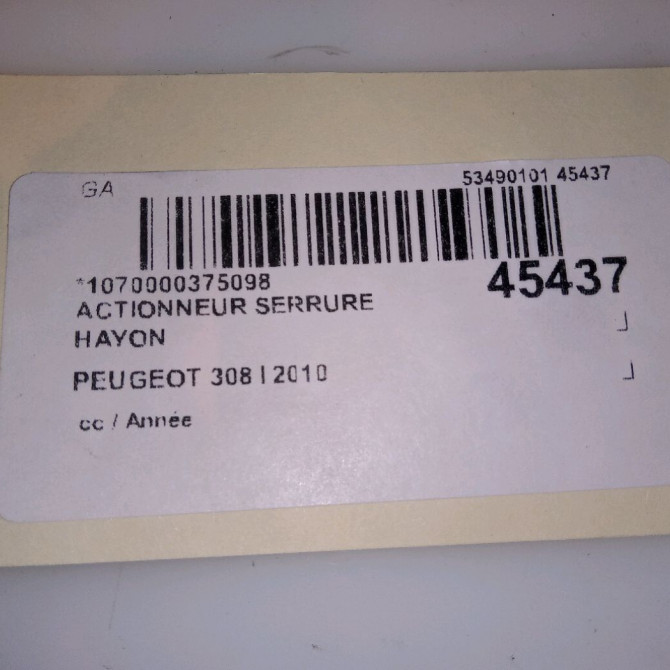 GA
53490101 45437
*1070000375098
45437
ACTIONNEUR SERRURE
HAYON
PEUGEOT 308 I 2010
cc / Année